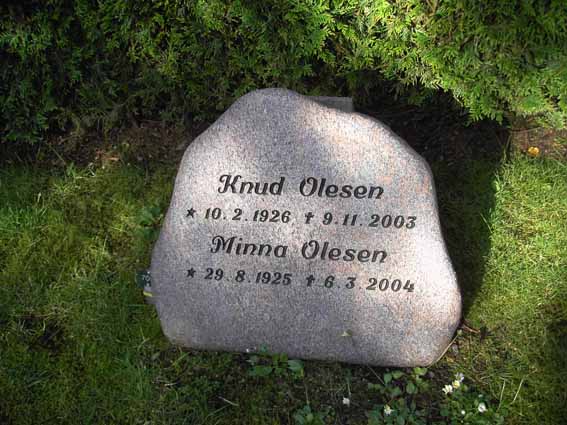 Knud Olesen
★ 10. 2. 1926 ✝ 9. 11. 2003
Minna Olesen
★ 29. 8. 1925 ✝ 6. 3. 2004